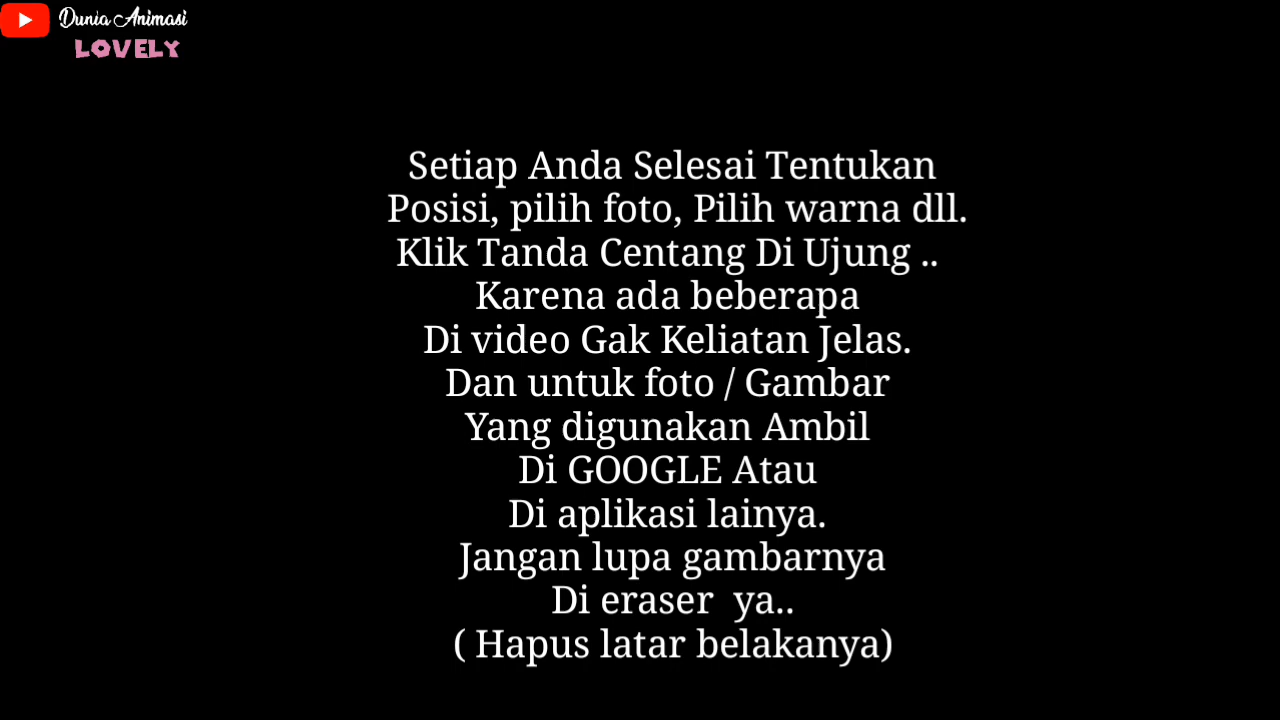 Dunia Animasi
LOVELY
Setiap Anda Selesai Tentukan
Posisi, pilih foto, Pilih warna dll.
Klik Tanda Centang Di Ujung ..
Karena ada beberapa
Di video Gak Keliatan Jelas.
Dan untuk foto / Gambar
Yang digunakan Ambil
Di GOOGLE Atau
Di aplikasi lainya.
Jangan lupa gambarnya
Di eraser  ya..
( Hapus latar belakanya)